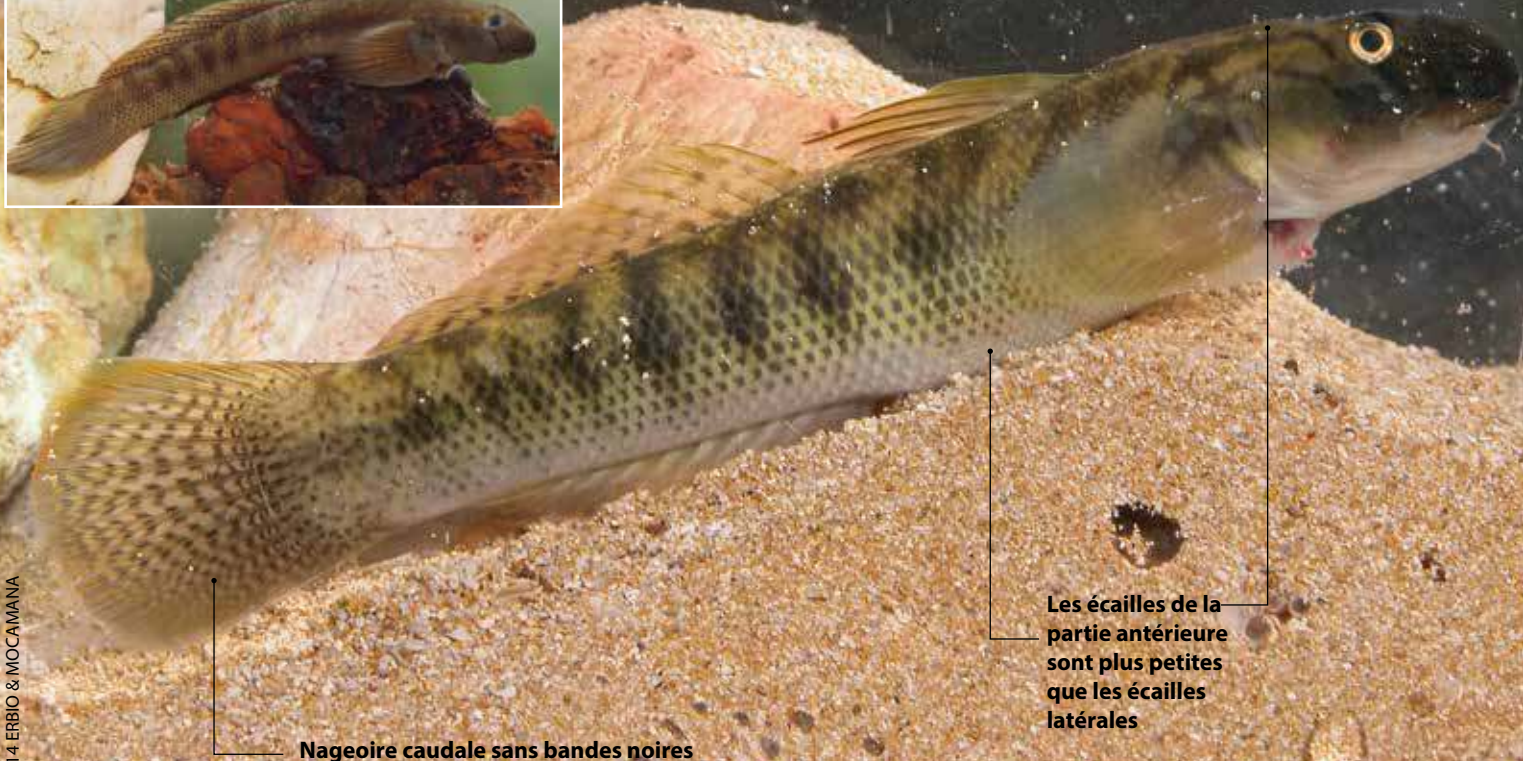 Les écailles de la
partie antérieure
sont plus petites
que les écailles
latérales
Nageoire caudale sans bandes noires
14 ERBIO & MOCAMANA